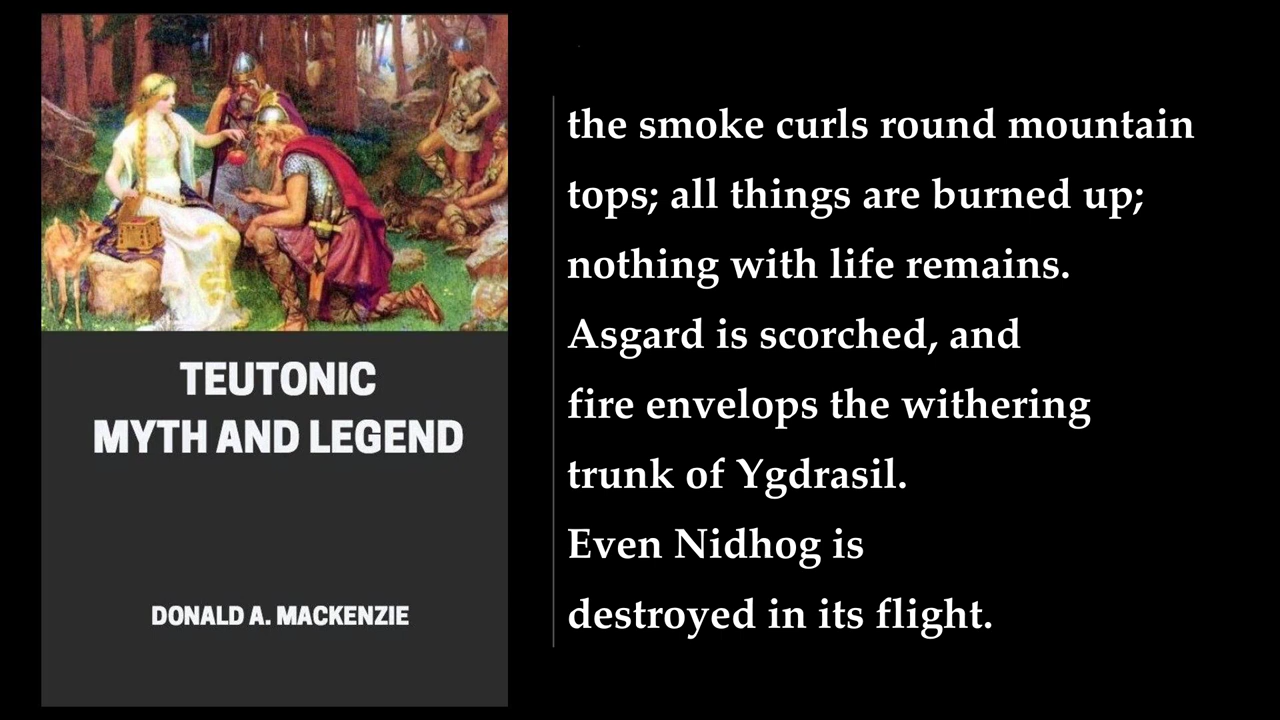 TEUTONIC
MYTH AND LEGEND
DONALD A. MACKENZIE
the smoke curls round mountain
tops; all things are burned up;
nothing with life remains.
Asgard is scorched, and
fire envelops the withering
trunk of Ygdrasil.
Even Nidhog is
destroyed in its flight.